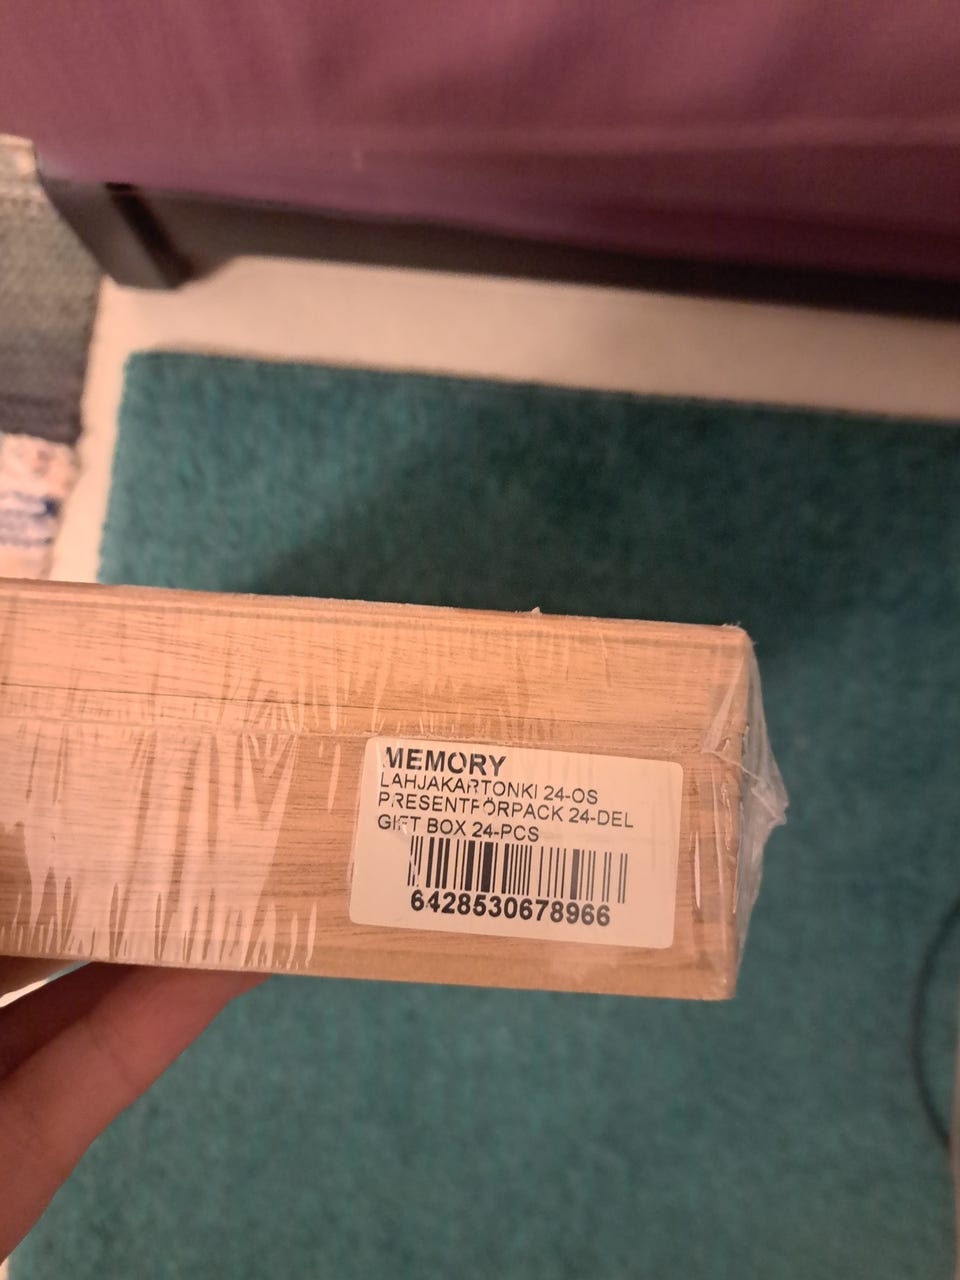 MEMORY
LAHJAKARTONKI 24-OS
PRESENTFÖRPACK 24-DEL
GIFT BOX 24-PCS
6428530678966